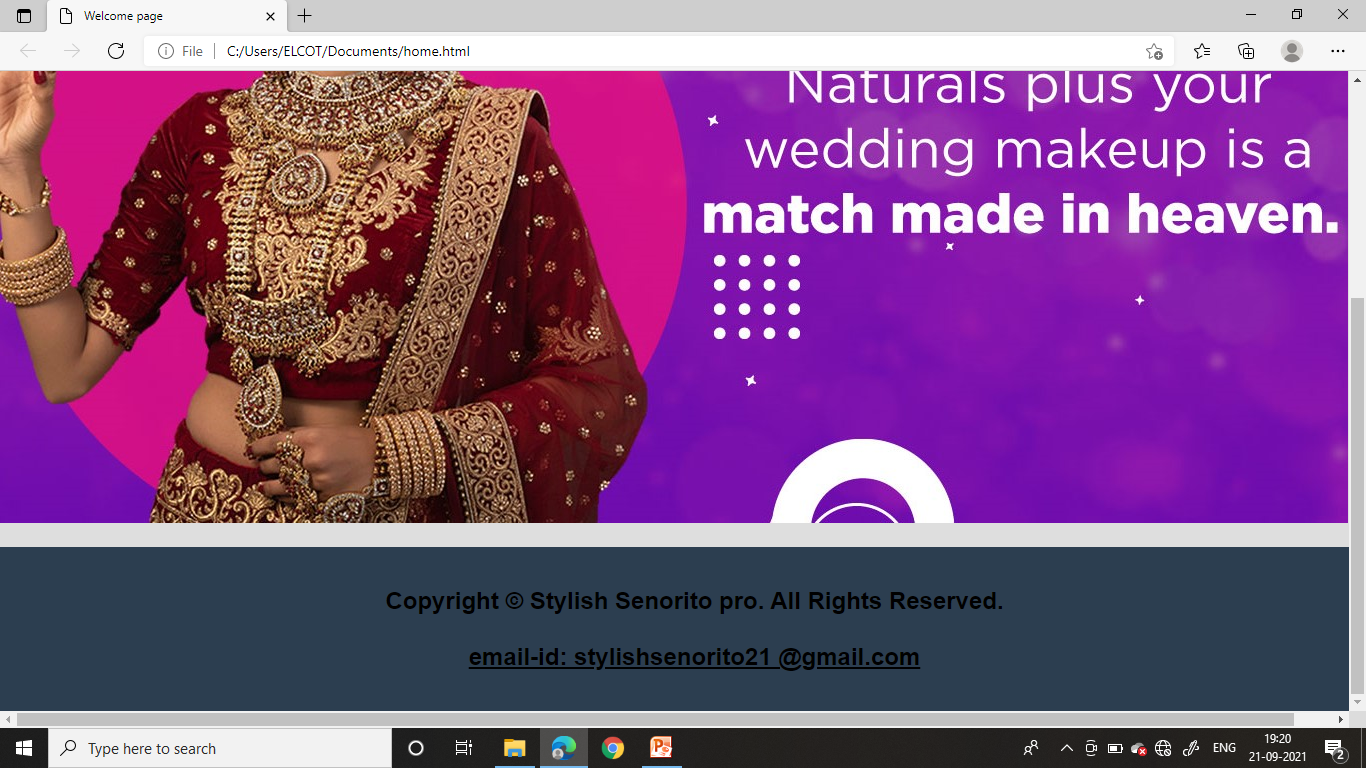 Welcome page
File
C:/Users/ELCOT/Documents/home.html
Naturals plus your
wedding makeup is a
match made in heaven.
Copyright © Stylish Senorito pro. All Rights Reserved.
email-id: stylishsenorito21 @gmail.com
Type here to search
ENG
19:20
21-09-2021
2